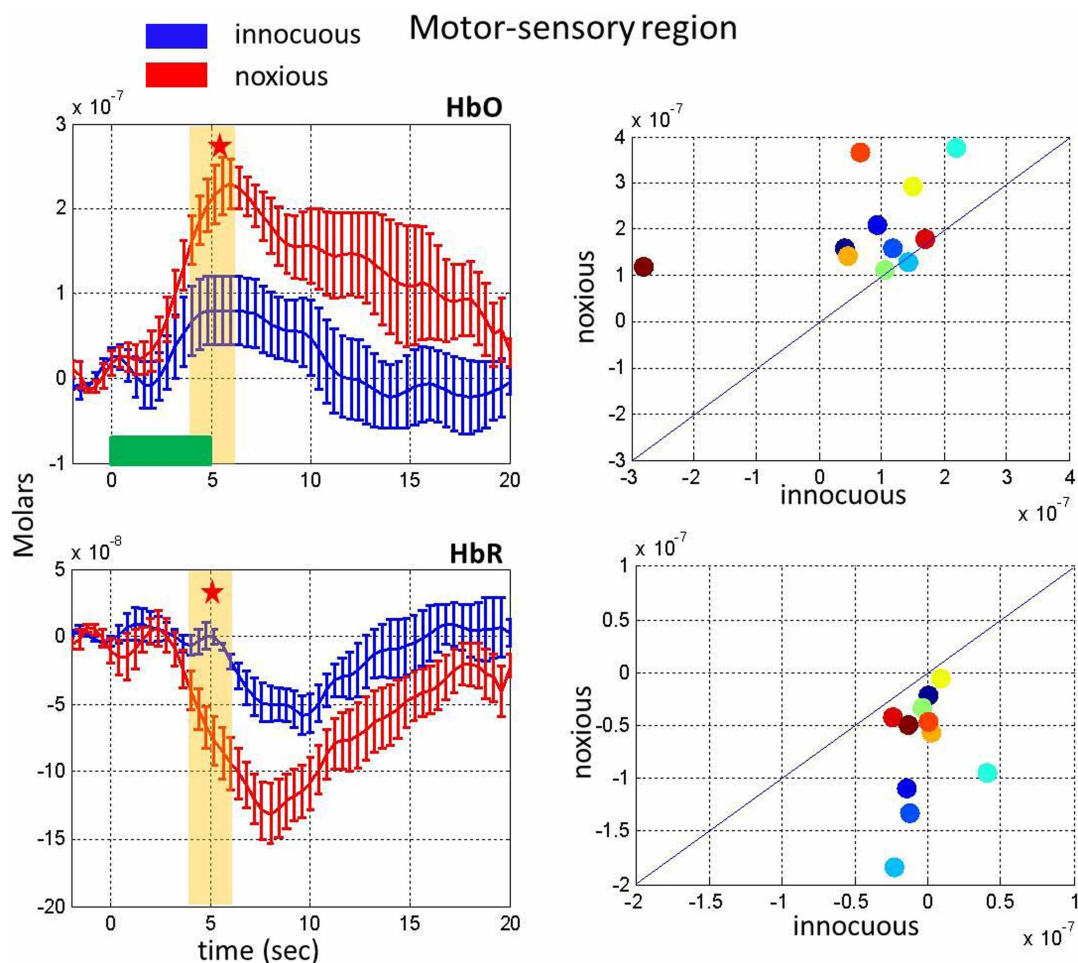 Motor-sensory region
innocuous
noxious
x 10⁻⁷
HbO
3
2
1
0
-1
0 5 10 15 20
x 10⁻⁷
4
3
2
1
0
-1
-2
-3
noxious
-3 -2 -1 0 1 2 3 4
innocuous
x 10⁻⁷
Molars
x 10⁻⁸
HbR
5
0
-5
-10
-15
-20
0 5 10 15 20
time (sec)
x 10⁻⁷
1
0.5
0
-0.5
-1
-1.5
-2
noxious
-2 -1.5 -1 -0.5 0 0.5 1
innocuous
x 10⁻⁷